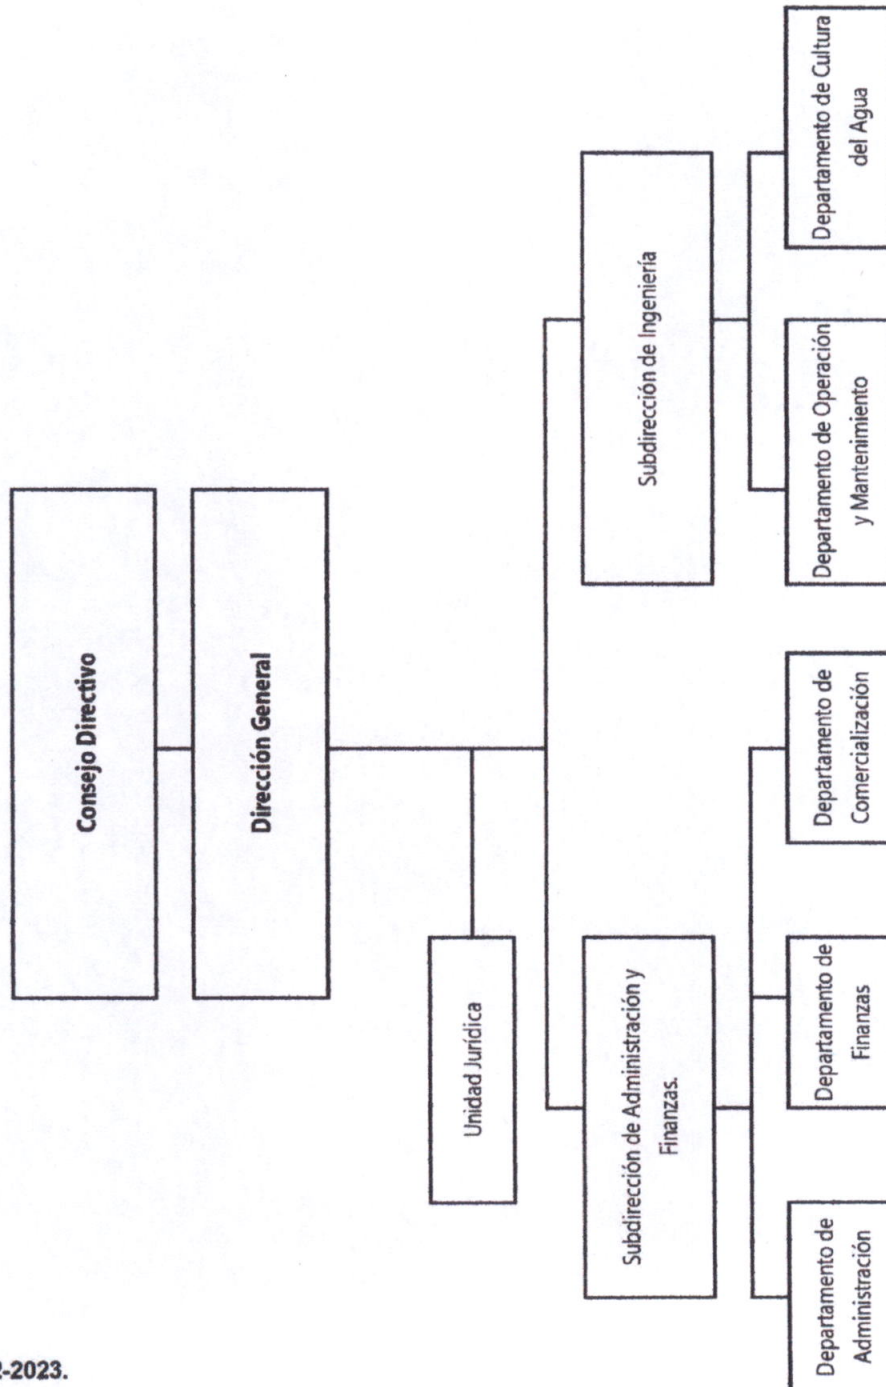 2-2023.
Consejo Directivo
Dirección General
Unidad Jurídica
Subdirección de Administración y
Finanzas.
Subdirección de Ingeniería
Departamento de
Administración
Departamento de
Finanzas
Departamento de
Comercialización
Departamento de Operación
y Mantenimiento
Departamento de Cultura
del Agua